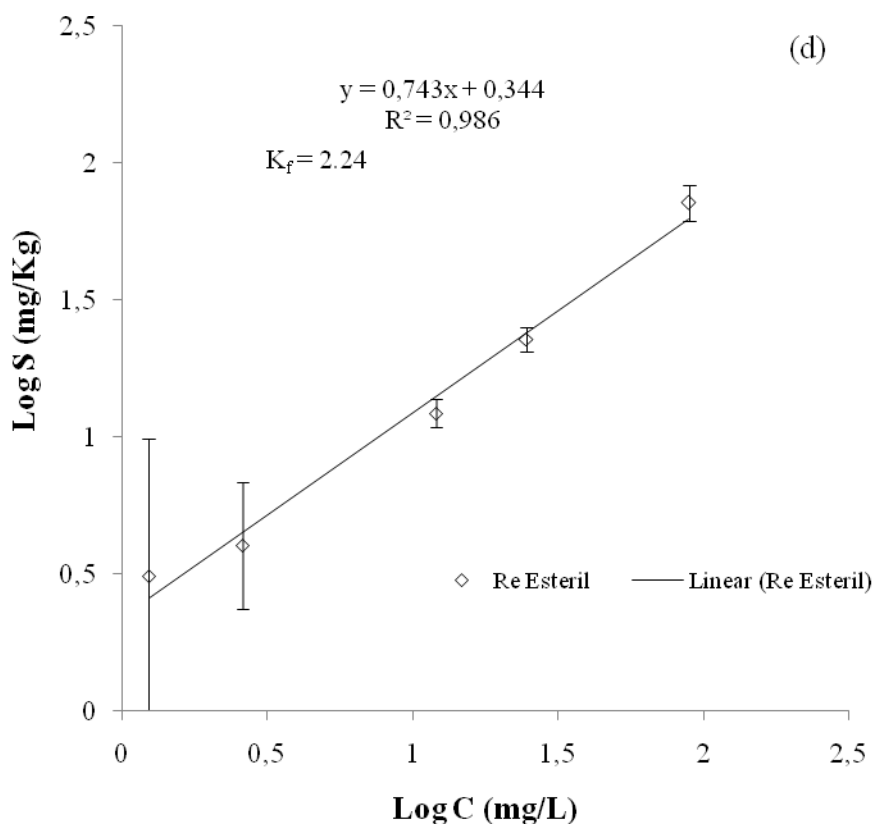 2,5
(d)
y = 0,743x + 0,344
R² = 0,986
K_f = 2.24
2
Log S (mg/Kg)
1,5
1
0,5
Re Esteril
Linear (Re Esteril)
0
0
0,5
1
1,5
2
2,5
Log C (mg/L)